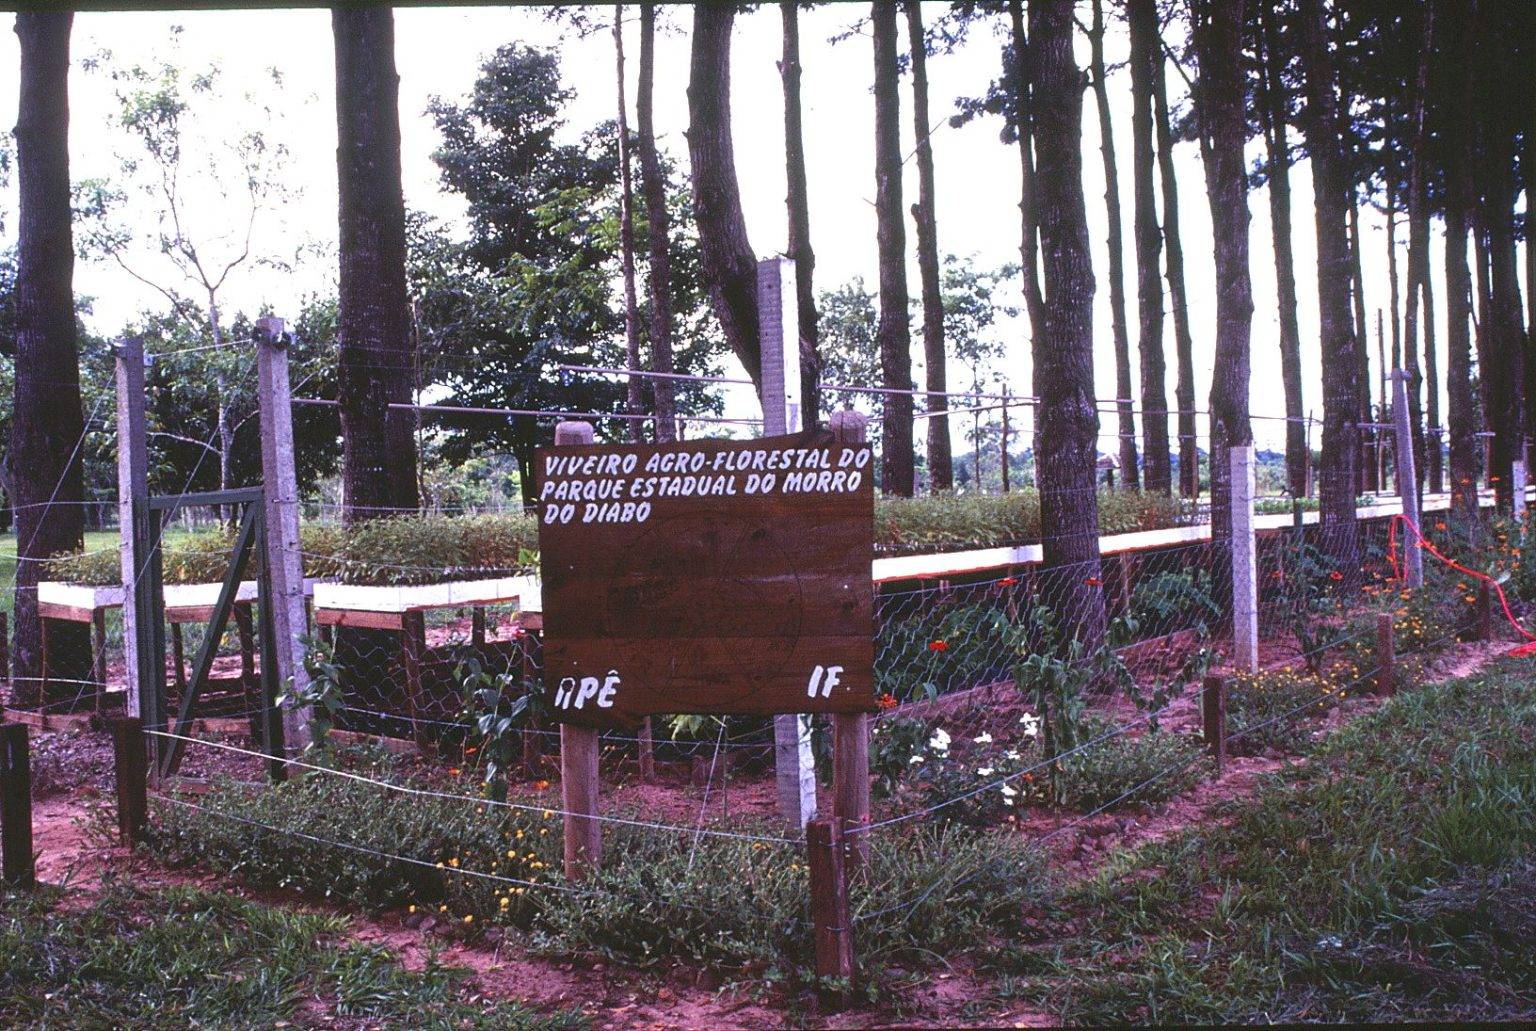 VIVEIRO AGRO-FLORESTAL DO
PARQUE ESTADUAL DO MORRO
DO DIABO
IPÊ IF